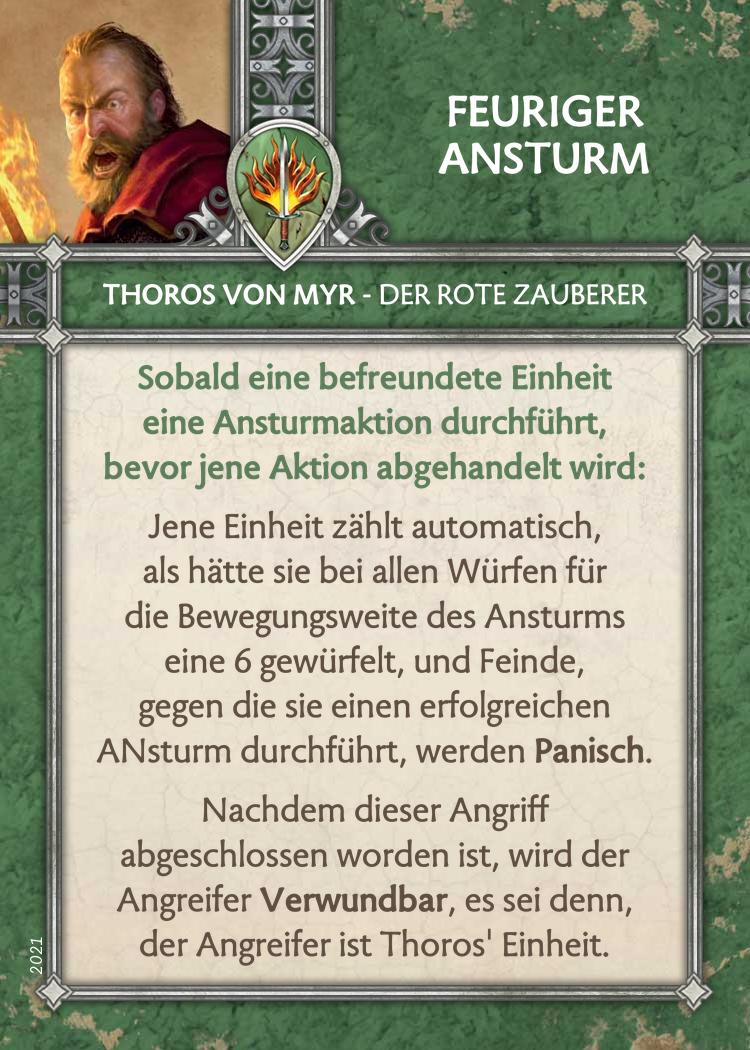 FEURIGER
ANSTURM
THOROS VON MYR - DER ROTE ZAUBERER
Sobald eine befreundete Einheit
eine Ansturmaktion durchführt,
bevor jene Aktion abgehandelt wird:
Jene Einheit zählt automatisch,
als hätte sie bei allen Würfen für
die Bewegungsweite des Ansturms
eine 6 gewürfelt, und Feinde,
gegen die sie einen erfolgreichen
ANsturm durchführt, werden Panisch.
Nachdem dieser Angriff
abgeschlossen worden ist, wird der
Angreifer Verwundbar, es sei denn,
der Angreifer ist Thoros' Einheit.
2021